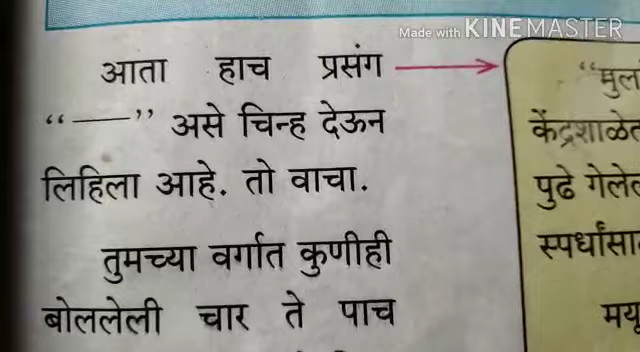 Made with KINEMASTER
आता हाच प्रसंग
“ — ” असे चिन्ह देऊन
लिहिला आहे. तो वाचा.
तुमच्या वर्गात कुणीही
बोललेली चार ते पाच
“मुलां
केंद्रशाळेत
पुढे गेलेल
स्पर्धांसा
मयू